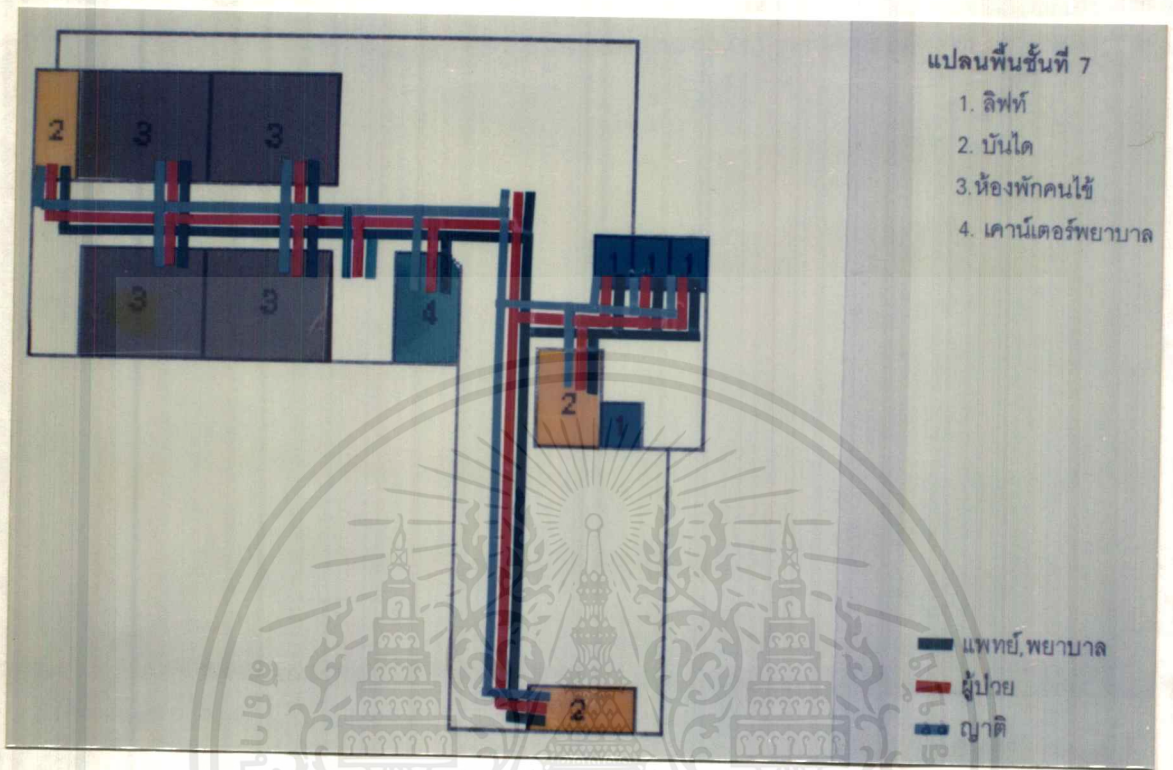 แปลนพื้นชั้นที่ 7
1. ลิฟท์
2. บันได
3.ห้องพักคนไข้
4. เคาน์เตอร์พยาบาล
2
3
3
1
1
1
3
3
4
2
1
2
แพทย์,พยาบาล
ผู้ป่วย
ญาติ